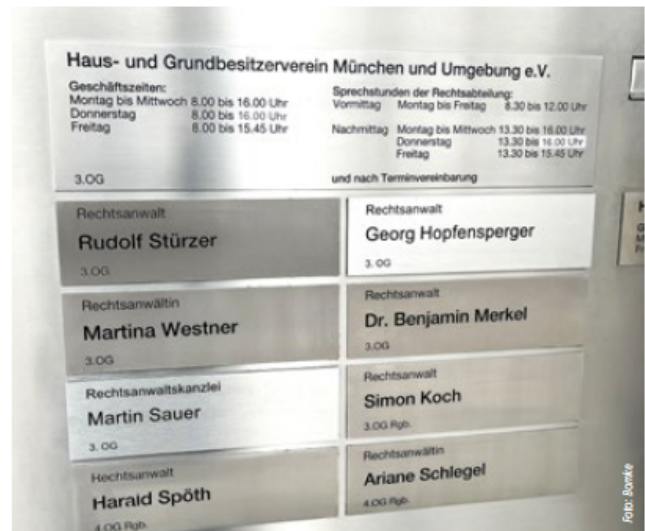 Haus- und Grundbesitzerverein München und Umgebung e.V.
Geschäftszeiten:
Montag bis Mittwoch 8.00 bis 16.00 Uhr
Donnerstag 8.00 bis 16.00 Uhr
Freitag 8.00 bis 15.45 Uhr
3.OG
Sprechstunden der Rechtsabteilung:
Vormittag Montag bis Freitag 8.30 bis 12.00 Uhr
Nachmittag Montag bis Mittwoch 13.30 bis 16.00 Uhr
Donnerstag 13.30 bis 16.00 Uhr
Freitag 13.30 bis 15.45 Uhr
und nach Terminvereinbarung
Rechtsanwalt
Rudolf Stürzer
3.OG
Rechtsanwalt
Georg Hopfensperger
3. OG
Rechtsanwältin
Martina Westner
3.OG
Rechtsanwalt
Dr. Benjamin Merkel
3.OG
Rechtsanwaltskanzlei
Martin Sauer
3. OG
Rechtsanwalt
Simon Koch
3.OG Rgb.
Rechtsanwalt
Harald Spöth
4.OG Rgb.
Rechtsanwältin
Ariane Schlegel
4.OG Rgb.
Foto: Bamke